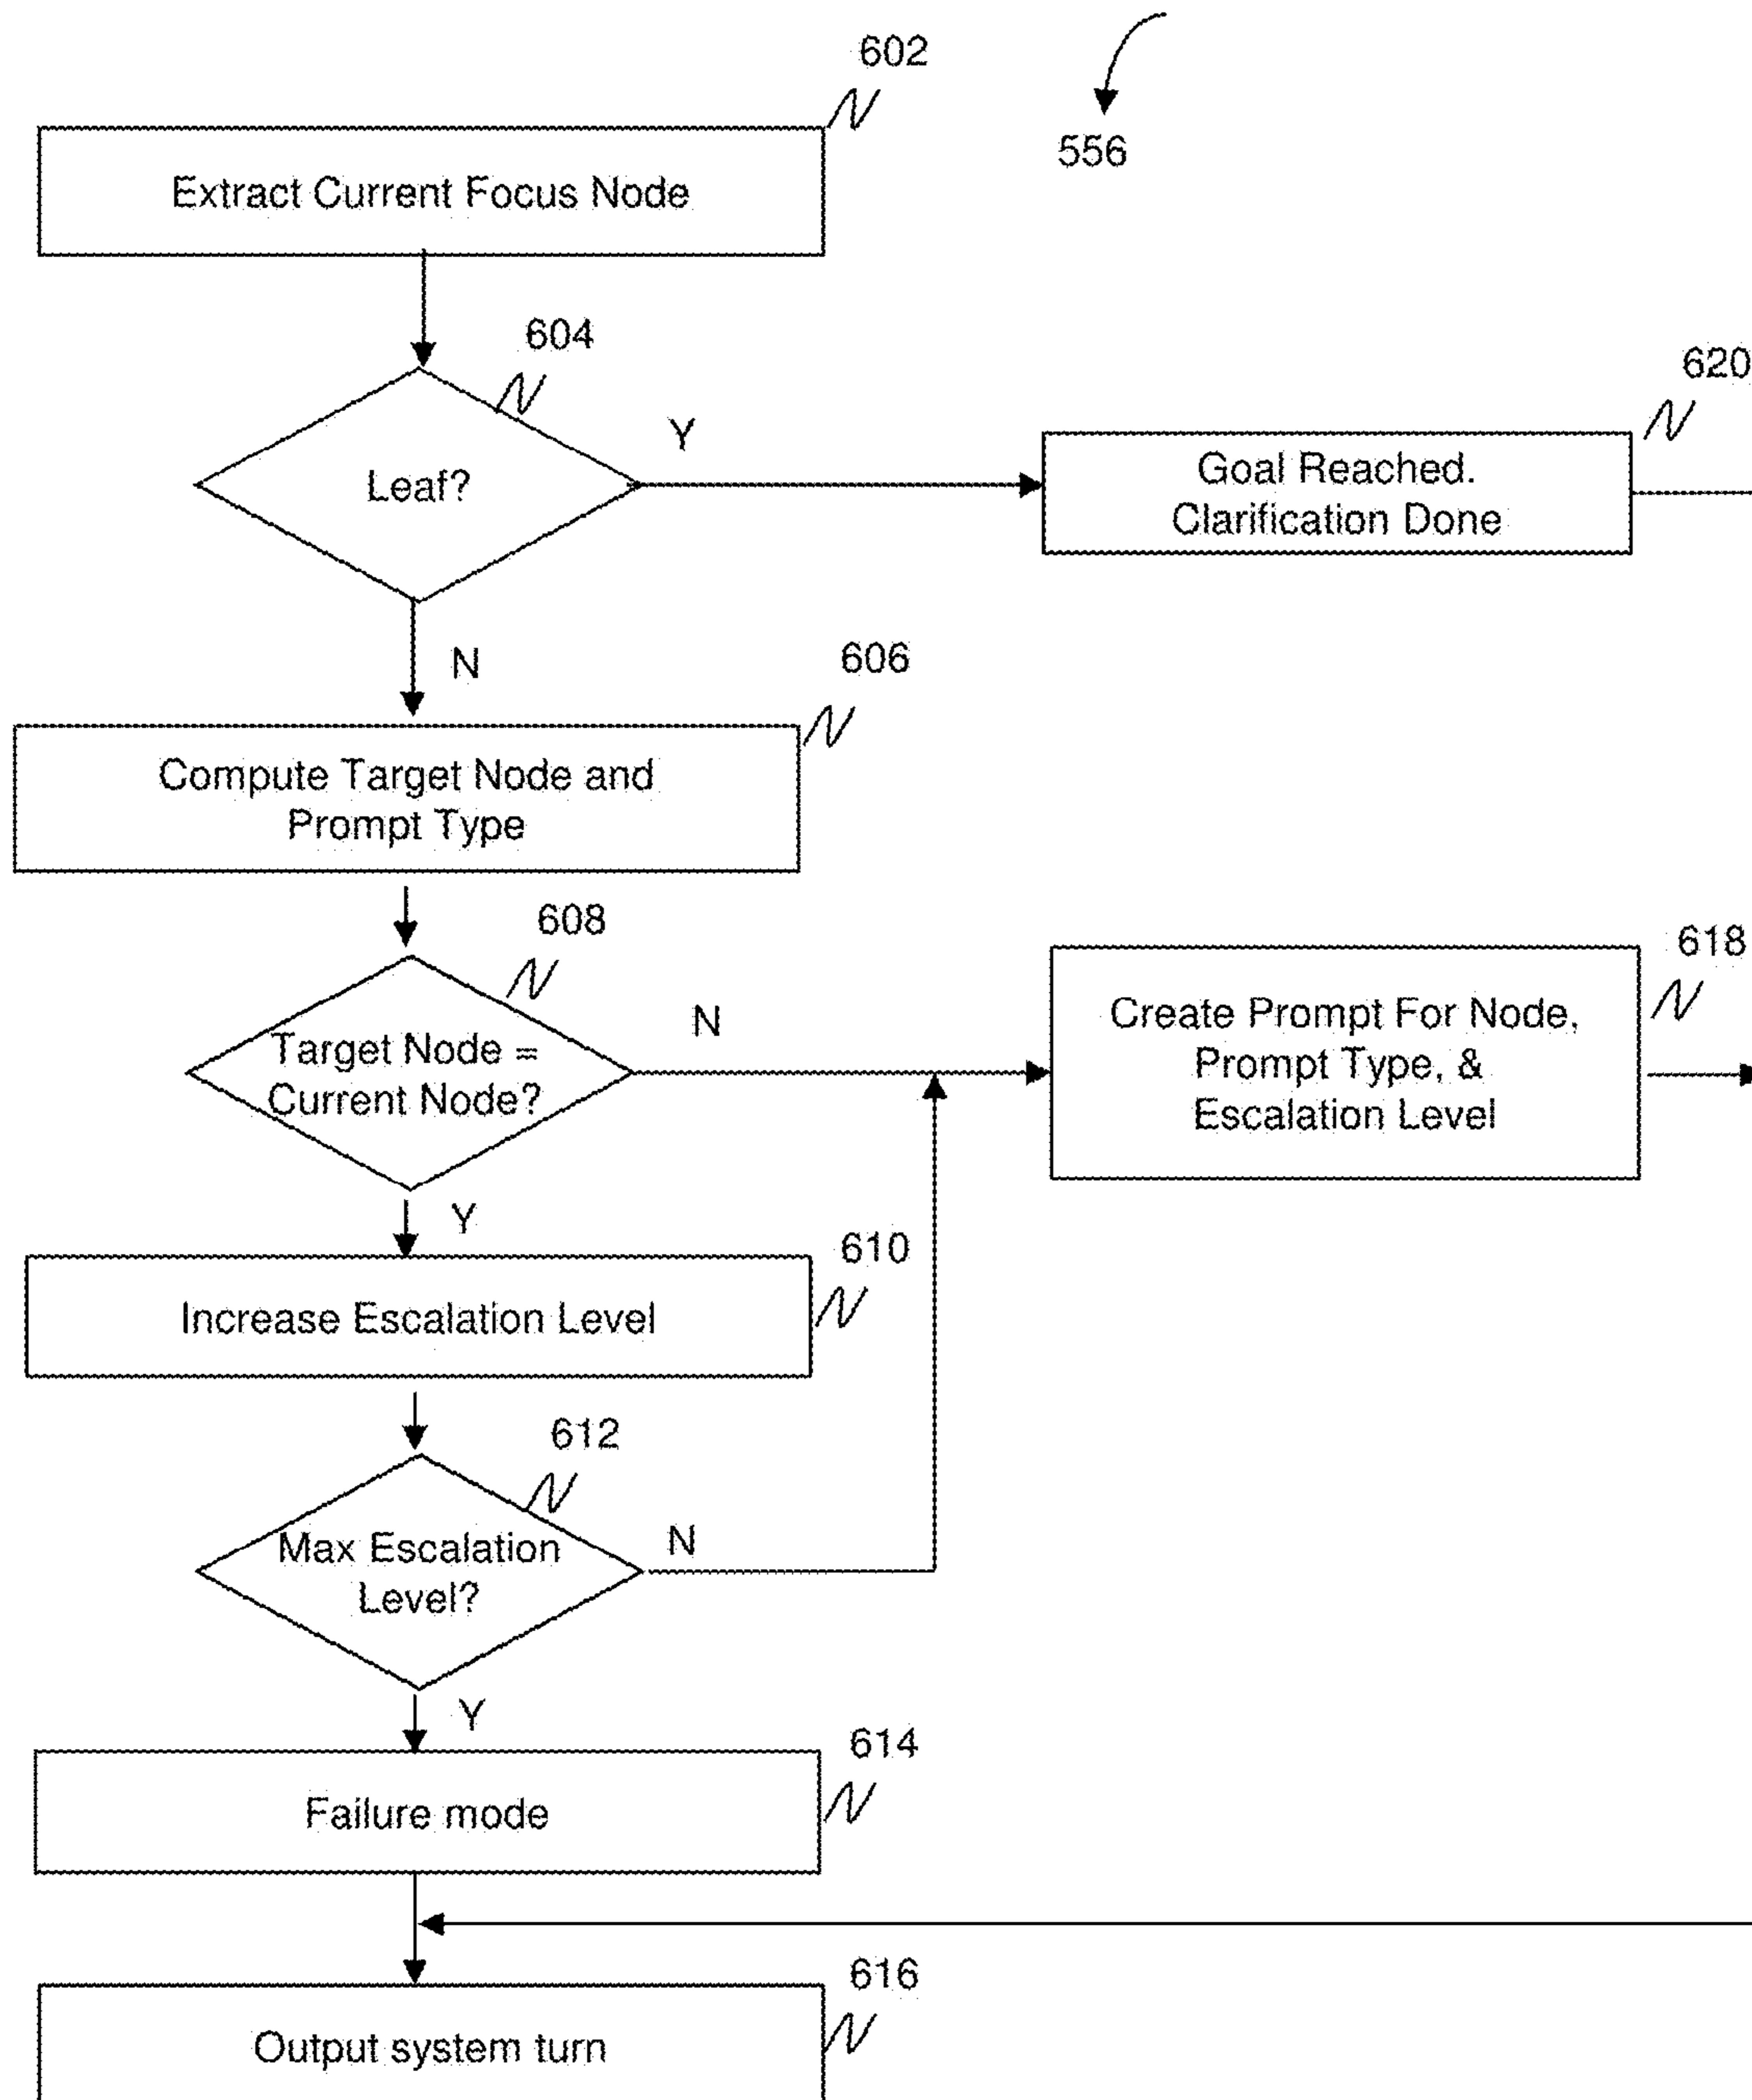 602
556
Extract Current Focus Node
604
620
Y
Leaf?
Goal Reached.
Clarification Done
N
606
Compute Target Node and
Prompt Type
608
618
N
Target Node =
Current Node?
Create Prompt For Node,
Prompt Type, &
Escalation Level
Y
610
Increase Escalation Level
612
N
Max Escalation
Level?
Y
614
Failure mode
616
Output system turn